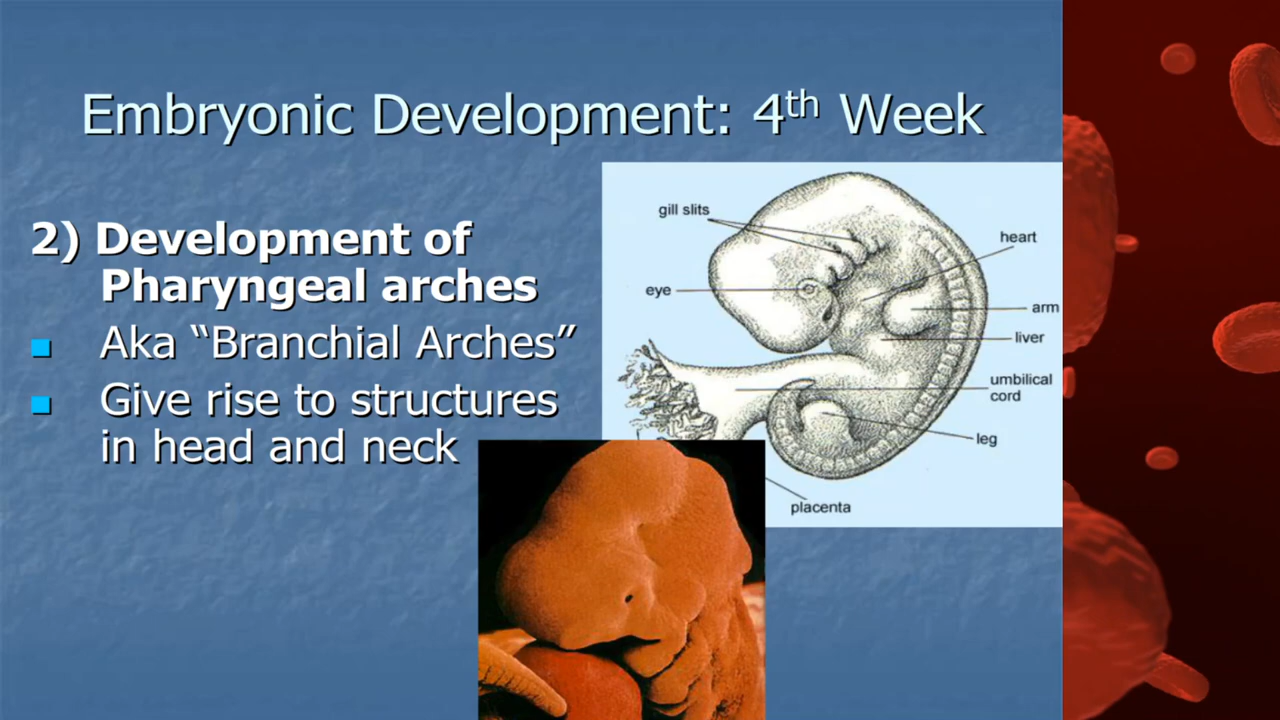 Embryonic Development: 4th Week
2) Development of
Pharyngeal arches
Aka “Branchial Arches”
Give rise to structures
in head and neck
gill slits
heart
eye
arm
liver
umbilical
cord
leg
placenta